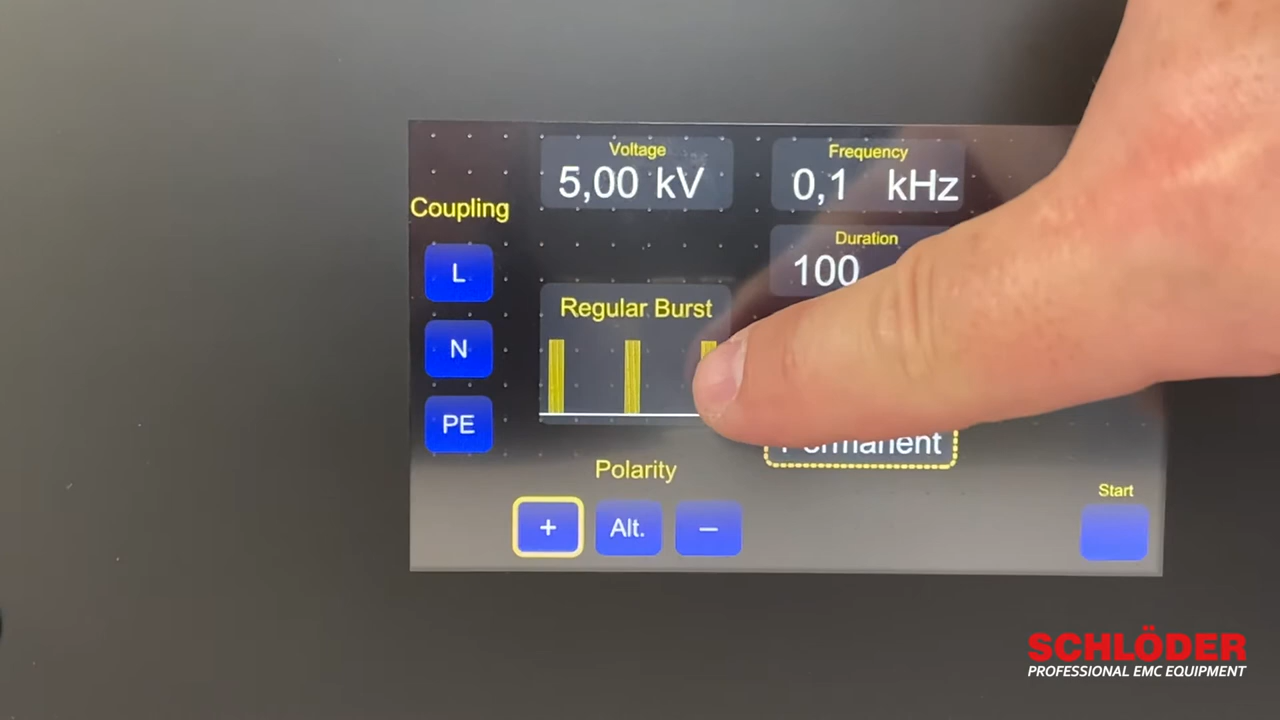 Voltage
5,00 kV
Frequency
0,1 kHz
Coupling
Duration
100
L
Regular Burst
N
PE
Permanent
Polarity
+ Alt. −
Start
SCHLÖDER
PROFESSIONAL EMC EQUIPMENT